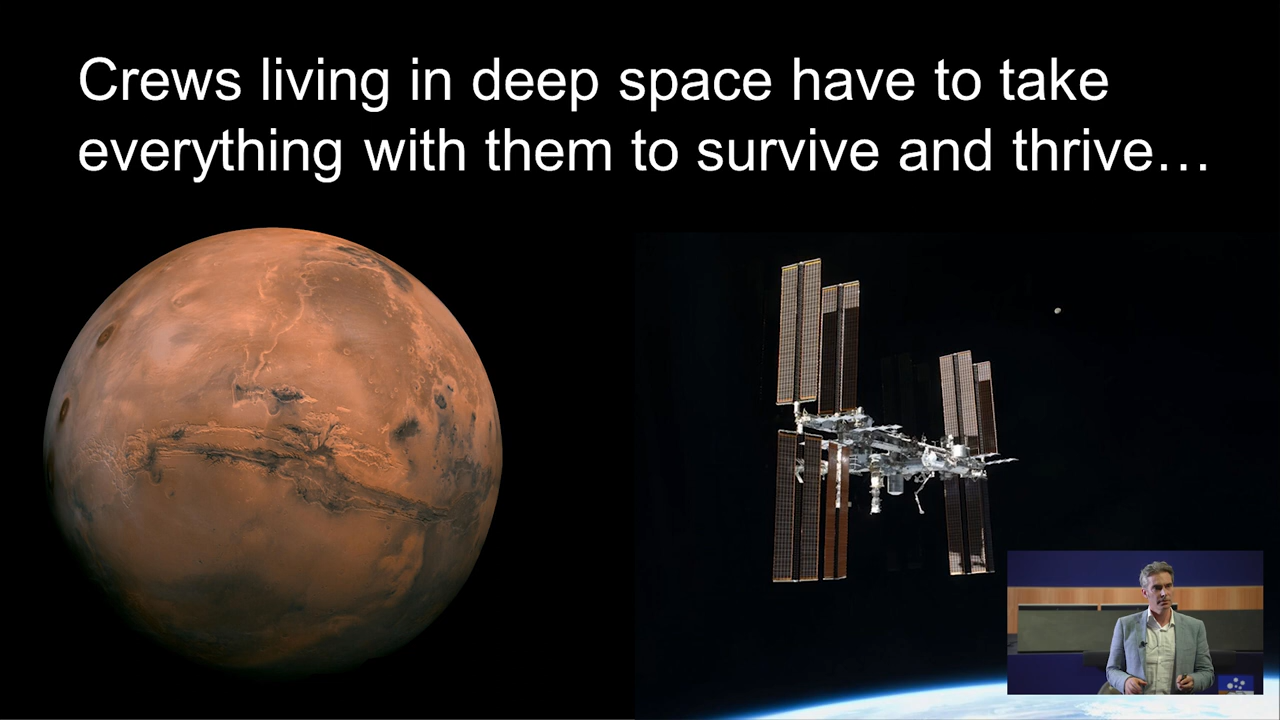 Crews living in deep space have to take
everything with them to survive and thrive…